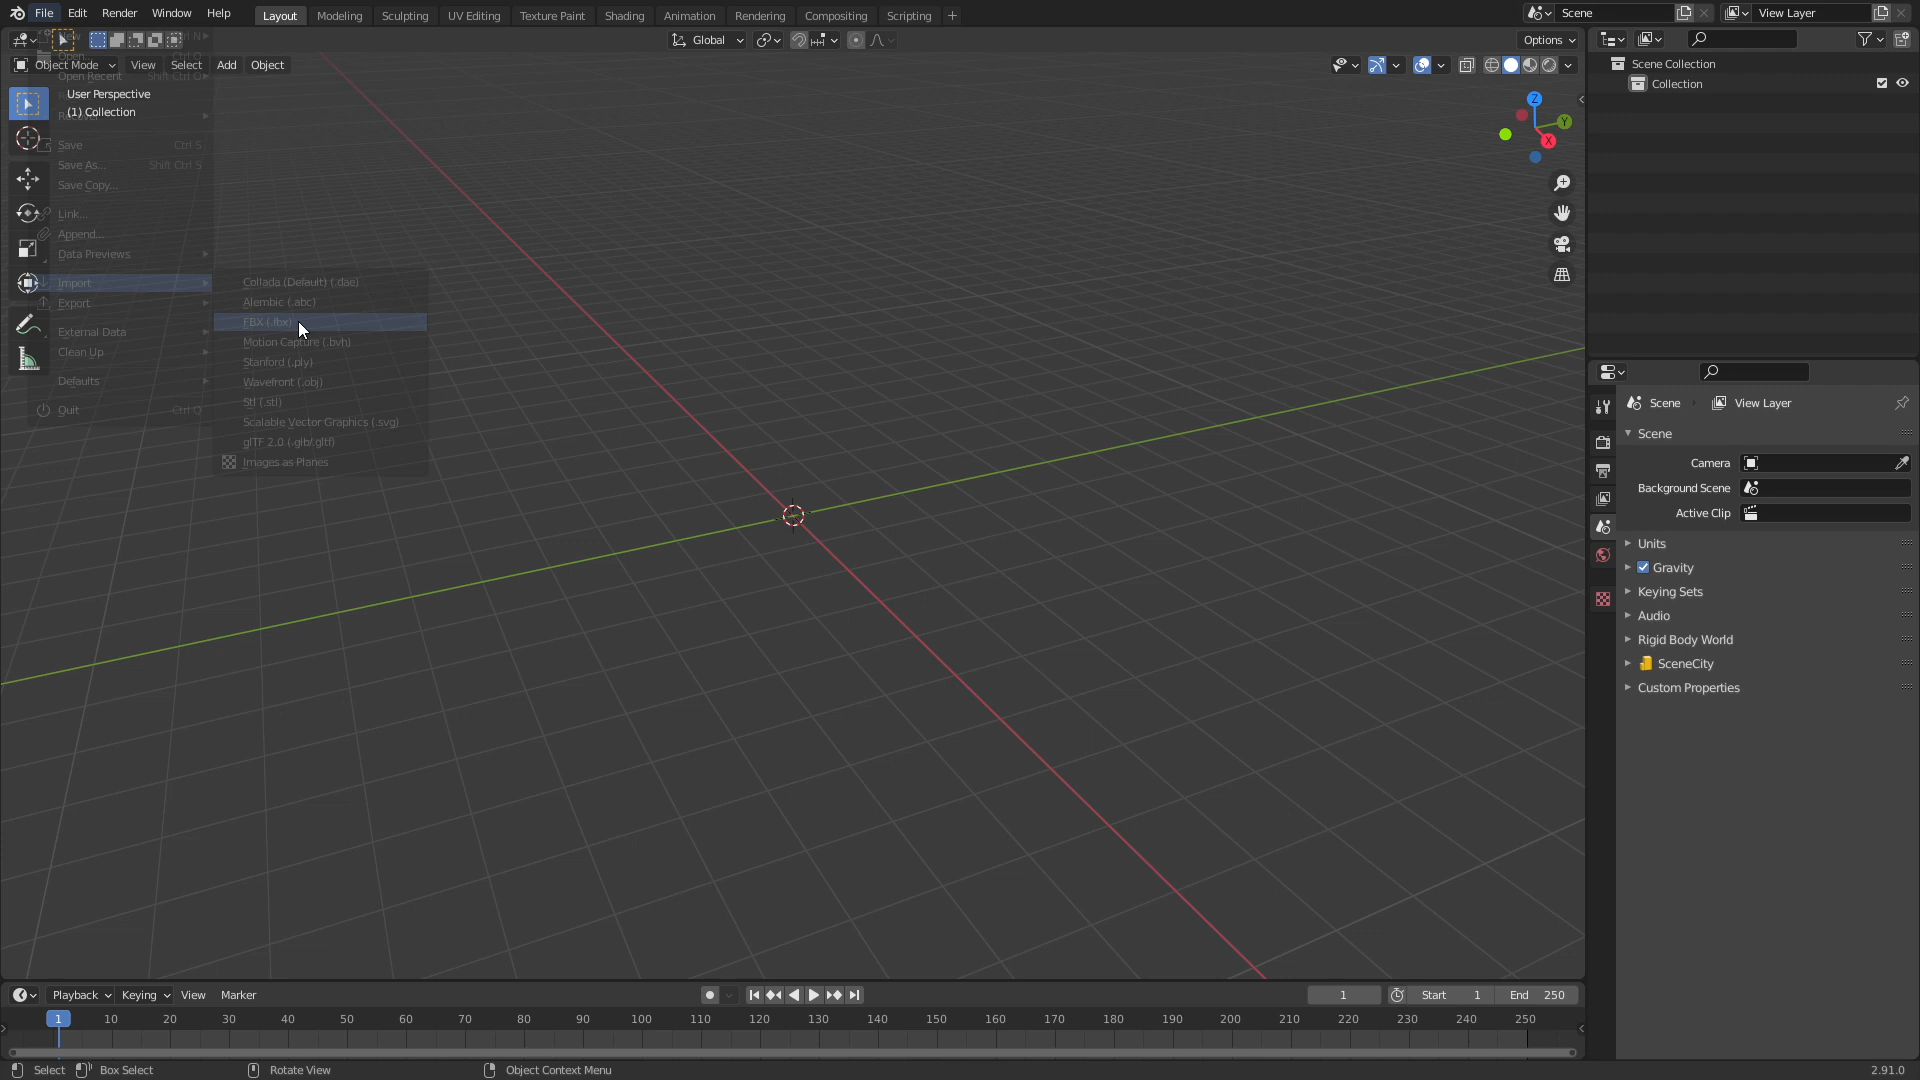 File Edit Render Window Help Layout Modeling Sculpting UV Editing Texture Paint Shading Animation Rendering Compositing Scripting + Scene View Layer
Global Options
Object Mode View Select Add Object
Open Recent Shift Ctrl O
User Perspective
(1) Collection
Recover
Save Ctrl S
Save As... Shift Ctrl S
Save Copy...
Link...
Append...
Data Previews
Import
Export
External Data
Clean Up
Defaults
Quit Ctrl Q
Collada (Default) (.dae)
Alembic (.abc)
FBX (.fbx)
Motion Capture (.bvh)
Stanford (.ply)
Wavefront (.obj)
Stl (.stl)
Scalable Vector Graphics (.svg)
glTF 2.0 (.glb/.gltf)
Images as Planes
Z
Y
X
Scene Collection
Collection
Scene View Layer
Scene
Camera
Background Scene
Active Clip
Units
Gravity
Keying Sets
Audio
Rigid Body World
SceneCity
Custom Properties
Playback Keying View Marker 1 Start 1 End 250
1 10 20 30 40 50 60 70 80 90 100 110 120 130 140 150 160 170 180 190 200 210 220 230 240 250
Select Box Select Rotate View Object Context Menu 2.91.0